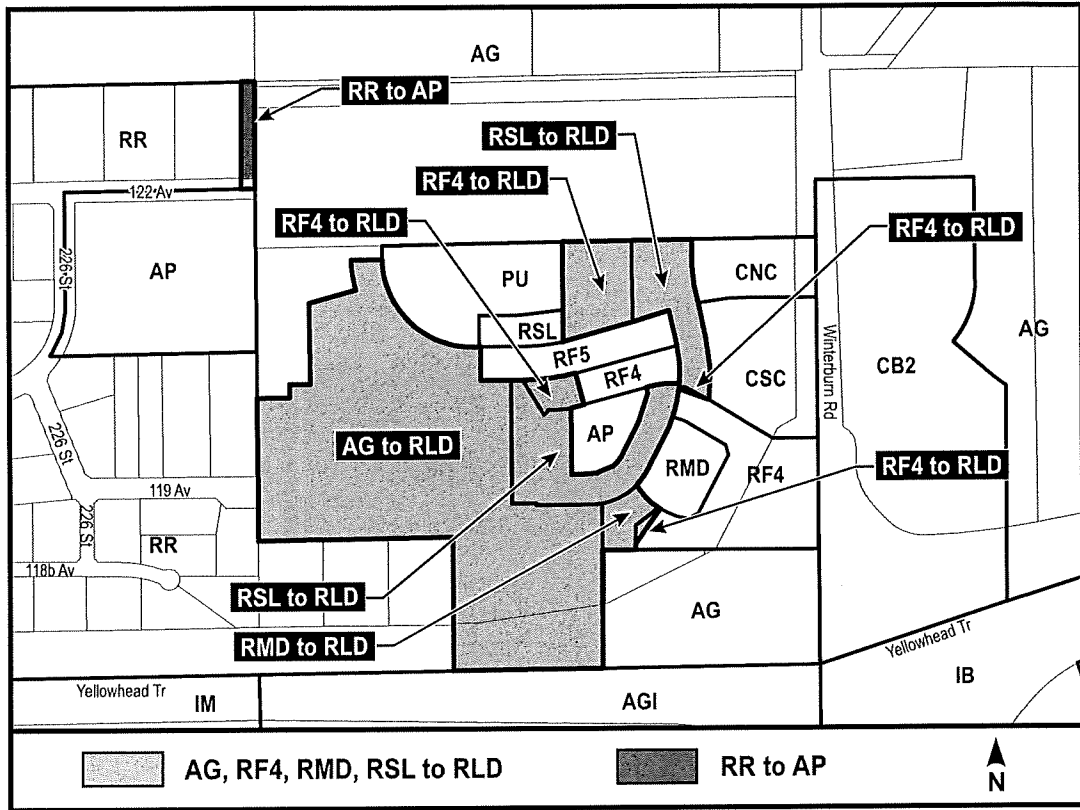 AG
RR to AP
RR
RSL to RLD
RF4 to RLD
122 Av
RF4 to RLD
RF4 to RLD
226 St
AP
PU
CNC
AG
RSL
Winterburn Rd
RF5
CB2
RF4
CSC
AG to RLD
AP
226 St
RMD
RF4
RF4 to RLD
119 Av
226 St
RR
118b Av
RSL to RLD
AG
RMD to RLD
Yellowhead Tr
IB
Yellowhead Tr
IM
AGI
AG, RF4, RMD, RSL to RLD
RR to AP
N